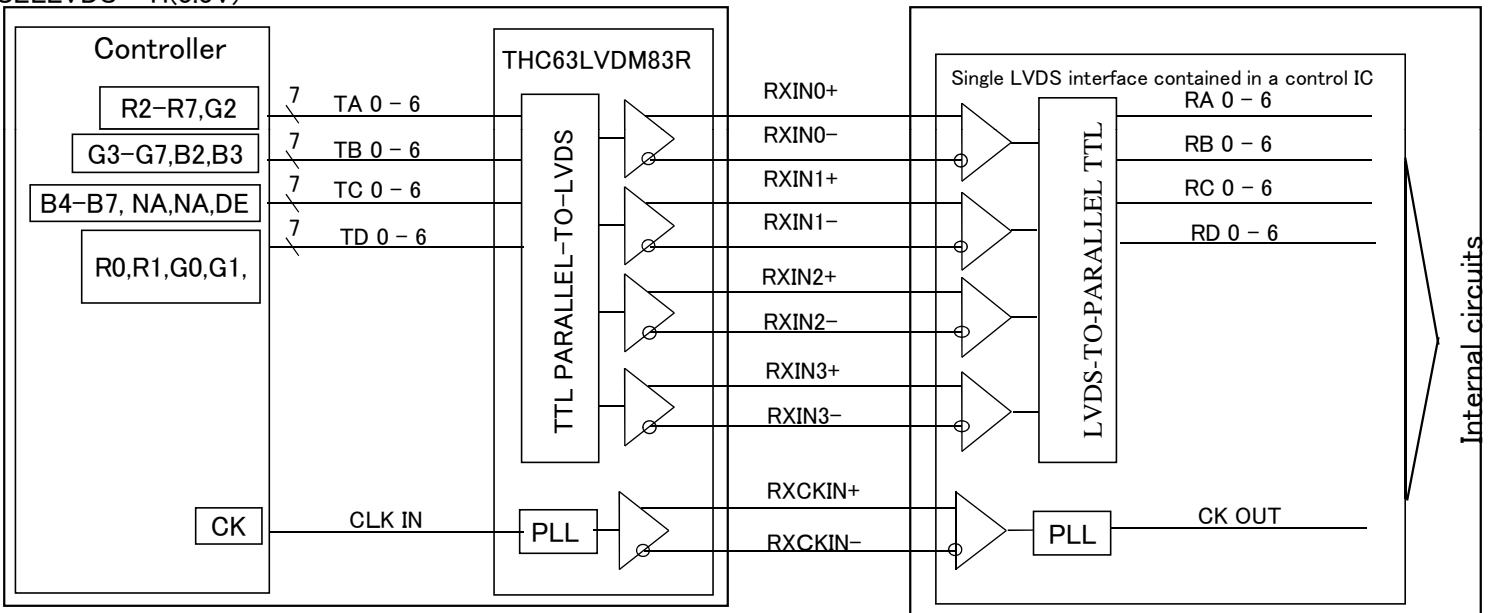 Controller
THC63LVDM83R
Single LVDS interface contained in a control IC
R2-R7,G2
7
TA 0 - 6
RXIN0+
RA 0 - 6
RXIN0-
G3-G7,B2,B3
7
TB 0 - 6
RB 0 - 6
RXIN1+
B4-B7, NA,NA,DE
7
TC 0 - 6
RC 0 - 6
RXIN1-
7
TD 0 - 6
RD 0 - 6
R0,R1,G0,G1,
RXIN2+
RXIN2-
RXIN3+
RXIN3-
TTL PARALLEL-TO-LVDS
LVDS-TO-PARALLEL TTL
Internal circuits
RXCKIN+
CK
CLK IN
PLL
PLL
CK OUT
RXCKIN-